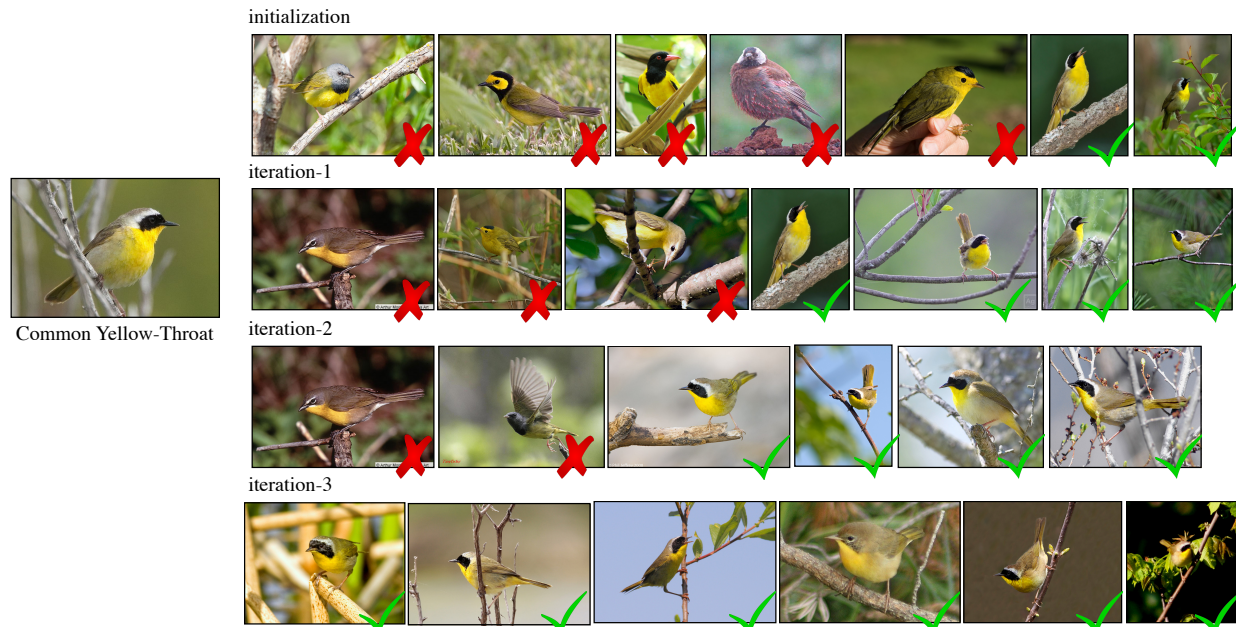 initialization
iteration-1
Common Yellow-Throat
iteration-2
iteration-3